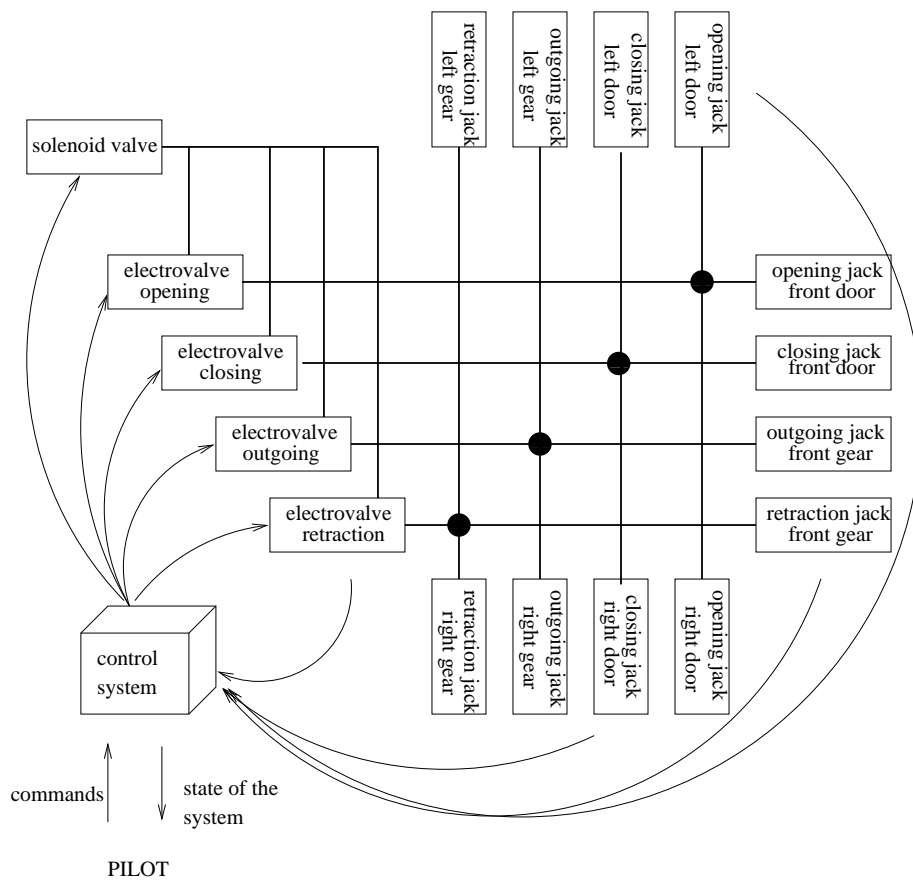 retraction jack
left gear
outgoing jack
left gear
closing jack
left door
opening jack
left door
solenoid valve
electrovalve
opening
opening jack
front door
electrovalve
closing
closing jack
front door
electrovalve
outgoing
outgoing jack
front gear
electrovalve
retraction
retraction jack
front gear
retraction jack
right gear
outgoing jack
right gear
closing jack
right door
opening jack
right door
control
system
commands
state of the
system
PILOT